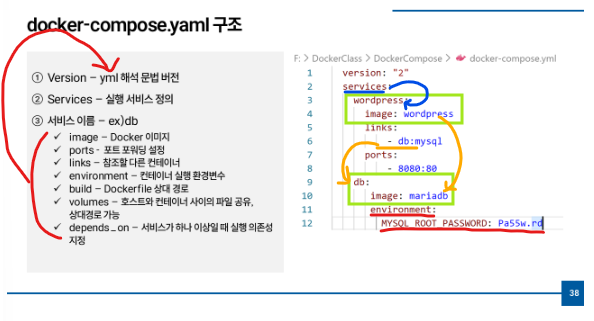 docker-compose.yaml 구조
① Version – yml 해석 문법 버전
② Services – 실행 서비스 정의
③ 서비스 이름 – ex)db
✓ image – Docker 이미지
✓ ports - 포트 포워딩 설정
✓ links – 참조할 다른 컨테이너
✓ environment – 컨테이너 실행 환경변수
✓ build – Dockerfile 상대 경로
✓ volumes – 호스트와 컨테이너 사이의 파일 공유,
상대경로 가능
✓ depends_on – 서비스가 하나 이상일 때 실행 의존성
지정
F: > DockerClass > DockerCompose > docker-compose.yml
1 version: "2"
2 services:
3 wordpress:
4 image: wordpress
5 links:
6 - db:mysql
7 ports:
8 - 8080:80
9 db:
10 image: mariadb
11 environment:
12 MYSQL_ROOT_PASSWORD: Pa55w.rd
38